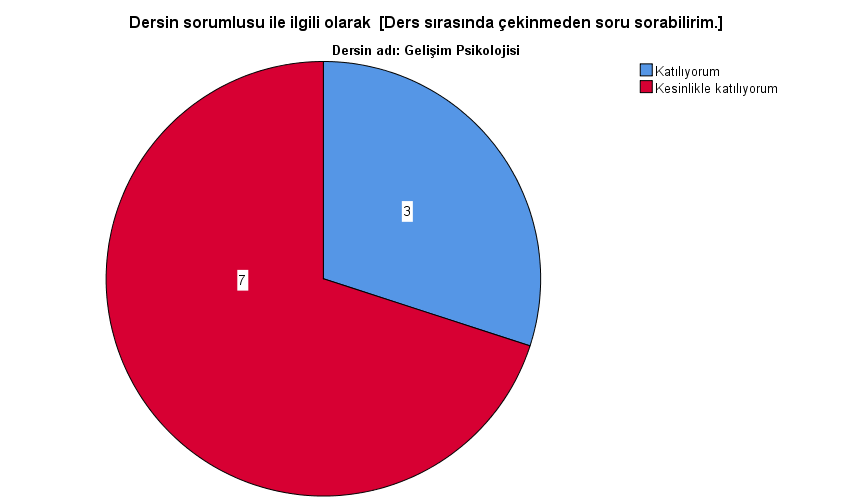 Dersin sorumlusu ile ilgili olarak [Ders sırasında çekinmeden soru sorabilirim.]
Dersin adı: Gelişim Psikolojisi
Katılıyorum
Kesinlikle katılıyorum
3
7